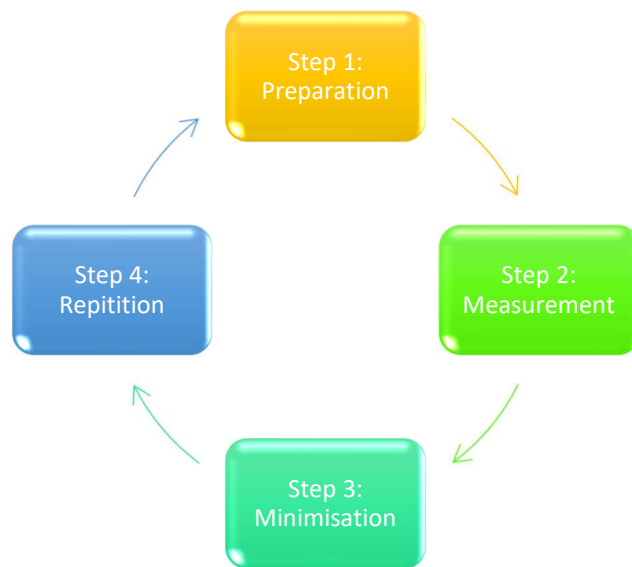 Step 1:
Preparation
Step 2:
Measurement
Step 3:
Minimisation
Step 4:
Repitition